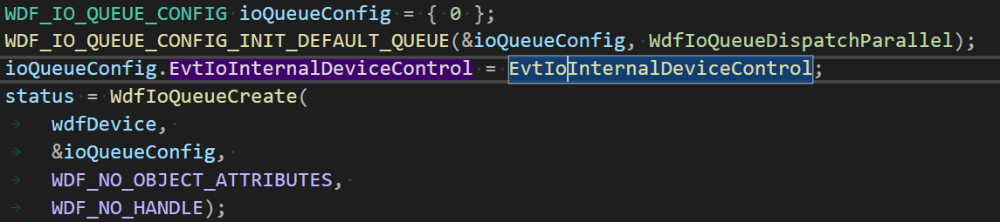 WDF_IO_QUEUE_CONFIG ioQueueConfig = { 0 };
WDF_IO_QUEUE_CONFIG_INIT_DEFAULT_QUEUE(&ioQueueConfig, WdfIoQueueDispatchParallel);
ioQueueConfig.EvtIoInternalDeviceControl = EvtIoInternalDeviceControl;
status = WdfIoQueueCreate(
    wdfDevice,
    &ioQueueConfig,
    WDF_NO_OBJECT_ATTRIBUTES,
    WDF_NO_HANDLE);